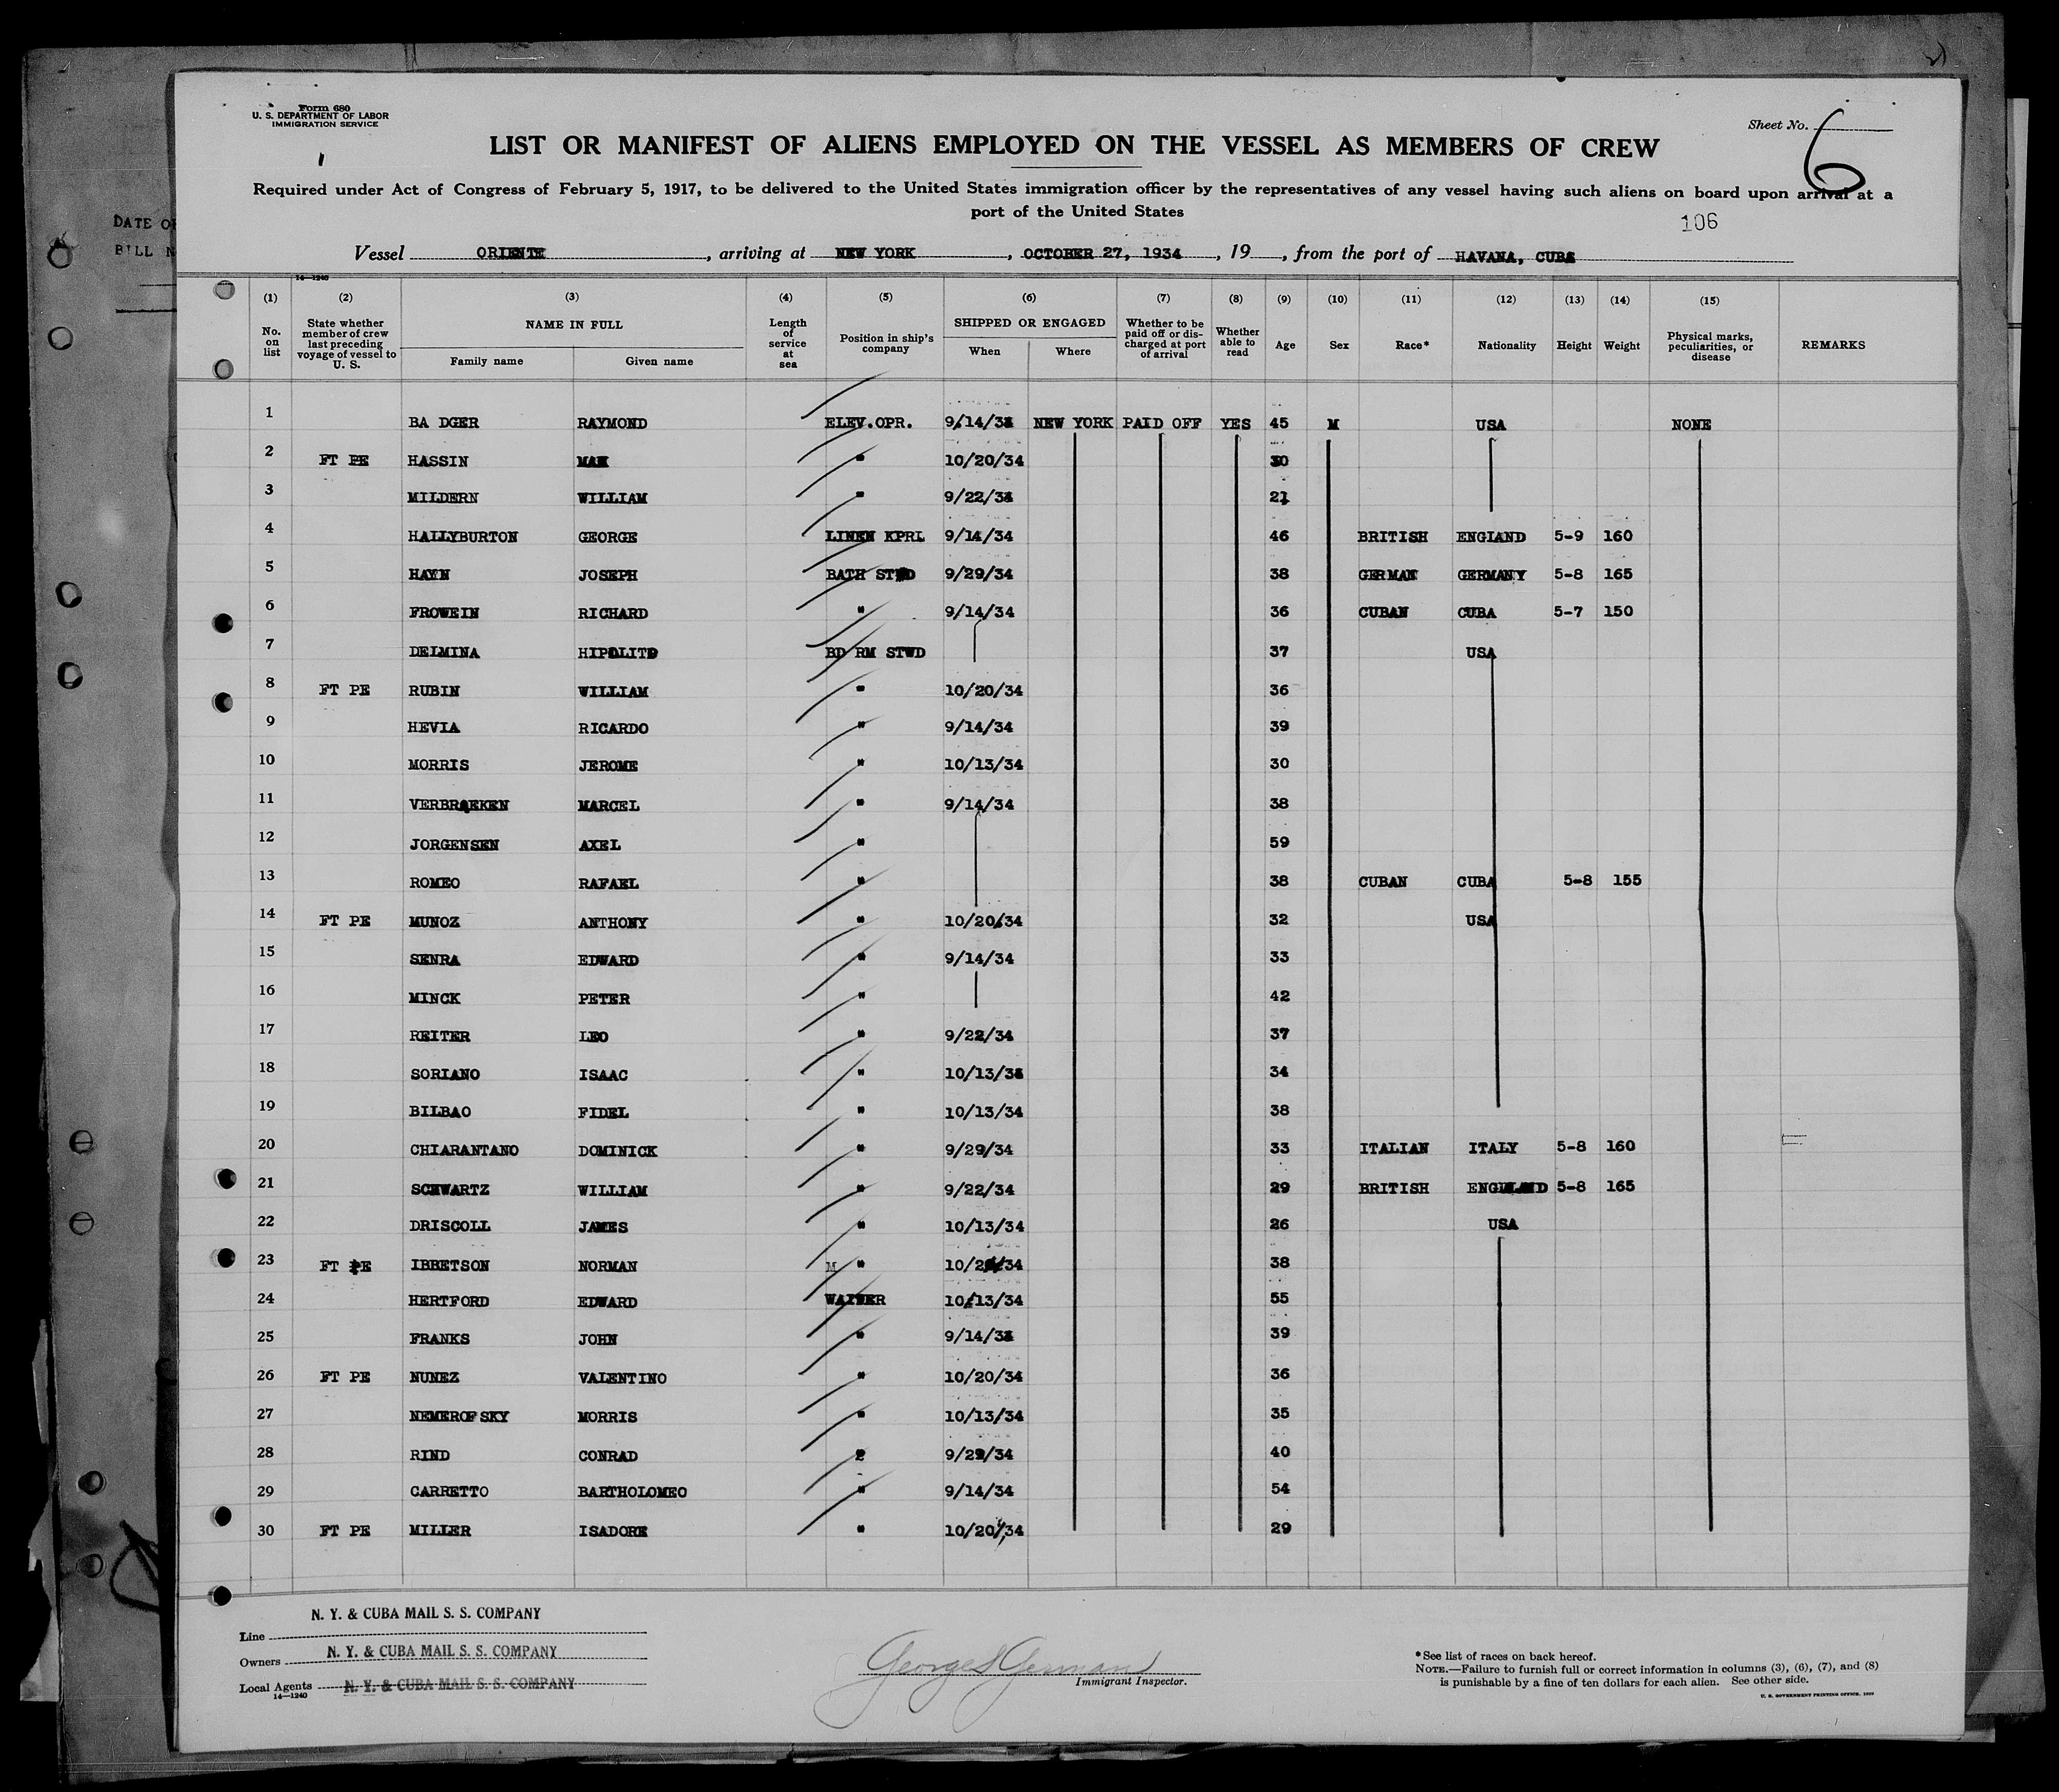 Form 680
U. S. DEPARTMENT OF LABOR
IMMIGRATION SERVICE
Sheet No. 6
LIST OR MANIFEST OF ALIENS EMPLOYED ON THE VESSEL AS MEMBERS OF CREW
Required under Act of Congress of February 5, 1917, to be delivered to the United States immigration officer by the representatives of any vessel having such aliens on board upon arrival at a
port of the United States
106
DATE OF
BILL N
Vessel ORIENTE, arriving at NEW YORK, OCTOBER 27, 1934, 19, from the port of HAVANA, CUBA
14-1240
(1) (2) (3) (4) (5) (6) (7) (8) (9) (10) (11) (12) (13) (14) (15)
No. on list State whether member of crew last preceding voyage of vessel to U. S. NAME IN FULL Family name Given name Length of service at sea Position in ship's company SHIPPED OR ENGAGED When Where Whether to be paid off or discharged at port of arrival Whether able to read Age Sex Race* Nationality Height Weight Physical marks, peculiarities, or disease REMARKS
1 BA DGER RAYMOND ELEV.OPR. 9/14/34 NEW YORK PAID OFF YES 45 M USA NONE
2 FT PE HASSIN MAX " 10/20/34 30
3 MILDERN WILLIAM " 9/22/34 21
4 HALLYBURTON GEORGE LINEN KPRL 9/14/34 46 BRITISH ENGLAND 5-9 160
5 HAYN JOSEPH BATH STWD 9/29/34 38 GERMAN GERMANY 5-8 165
6 FROWEIN RICHARD " 9/14/34 36 CUBAN CUBA 5-7 150
7 DELMINA HIPOLITO BD RM STWD 37 USA
8 FT PE RUBIN WILLIAM " 10/20/34 36
9 HEVIA RICARDO " 9/14/34 39
10 MORRIS JEROME " 10/13/34 30
11 VERBRAEKEN MARCEL " 9/14/34 38
12 JORGENSEN AXEL " 59
13 ROMEO RAFAEL " 38 CUBAN CUBA 5-8 155
14 FT PE MUNOZ ANTHONY " 10/20/34 32 USA
15 SENRA EDWARD " 9/14/34 33
16 MINCK PETER " 42
17 REITER LEO " 9/22/34 37
18 SORIANO ISAAC " 10/13/34 34
19 BILBAO FIDEL " 10/13/34 38
20 CHIARANTANO DOMINICK " 9/29/34 33 ITALIAN ITALY 5-8 160
21 SCHWARTZ WILLIAM " 9/22/34 29 BRITISH ENGLAND 5-8 165
22 DRISCOLL JAMES " 10/13/34 26 USA
23 FT PE IBBETSON NORMAN M " 10/20/34 38
24 HERTFORD EDWARD WAITER 10/13/34 55
25 FRANKS JOHN " 9/14/34 39
26 FT PE NUNEZ VALENTINO " 10/20/34 36
27 NEMEROFSKY MORRIS " 10/13/34 35
28 RIND CONRAD 9/29/34 40
29 CARRETTO BARTHOLOMEO " 9/14/34 54
30 FT PE MILLER ISADORE " 10/20/34 29
Line N. Y. & CUBA MAIL S. S. COMPANY
Owners N. Y. & CUBA MAIL S. S. COMPANY
Local Agents N. Y. & CUBA MAIL S. S. COMPANY
14-1240
George Germann
Immigrant Inspector.
*See list of races on back hereof.
NOTE.—Failure to furnish full or correct information in columns (3), (6), (7), and (8)
is punishable by a fine of ten dollars for each alien. See other side.
U. S. GOVERNMENT PRINTING OFFICE, 1929